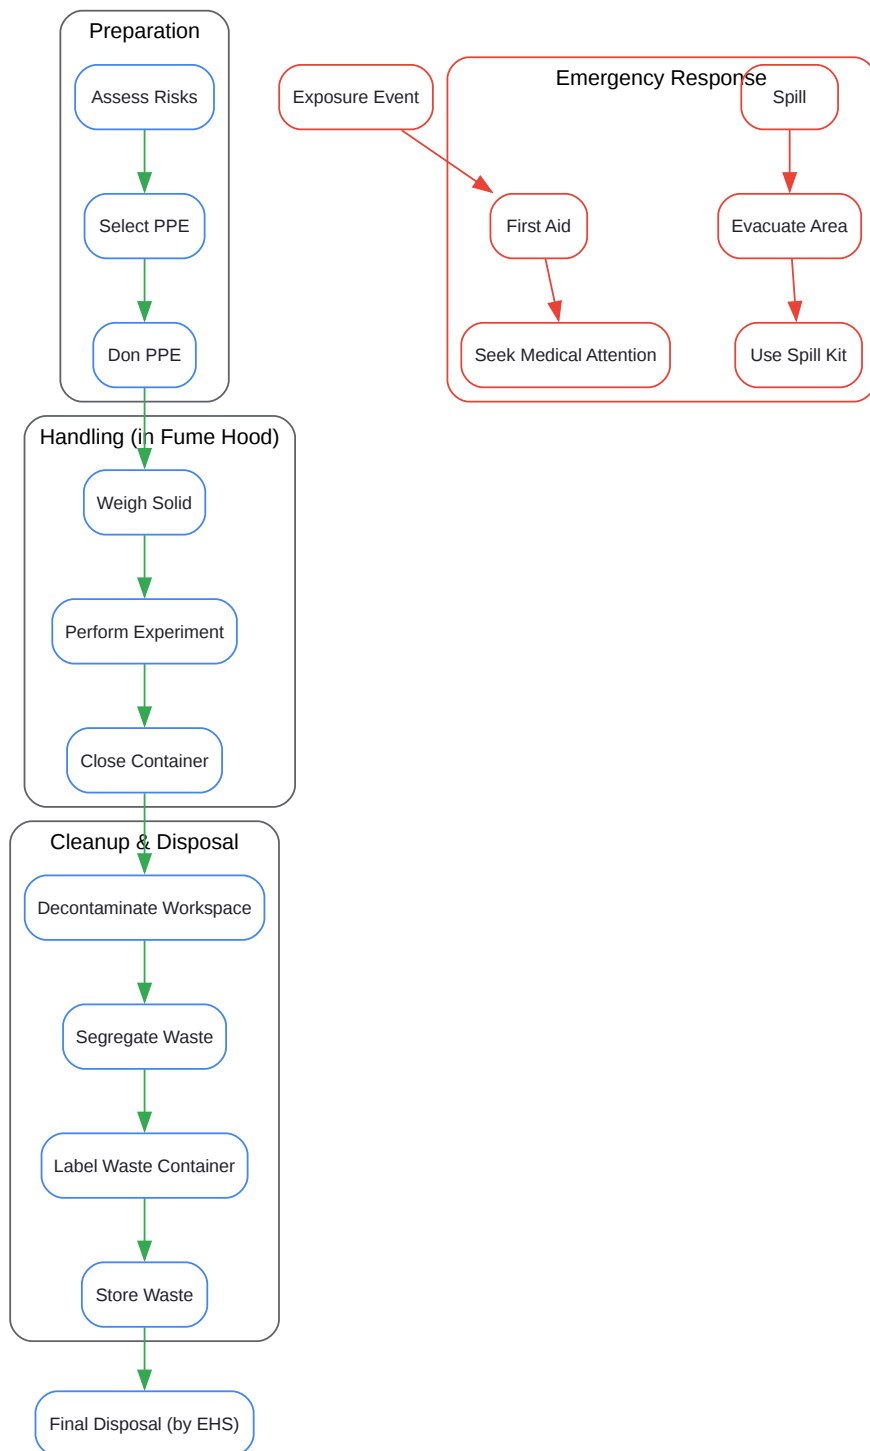 Preparation
Assess Risks
Select PPE
Don PPE
Handling (in Fume Hood)
Weigh Solid
Perform Experiment
Close Container
Cleanup & Disposal
Decontaminate Workspace
Segregate Waste
Label Waste Container
Store Waste
Final Disposal (by EHS)
Exposure Event
Emergency Response
First Aid
Seek Medical Attention
Spill
Evacuate Area
Use Spill Kit